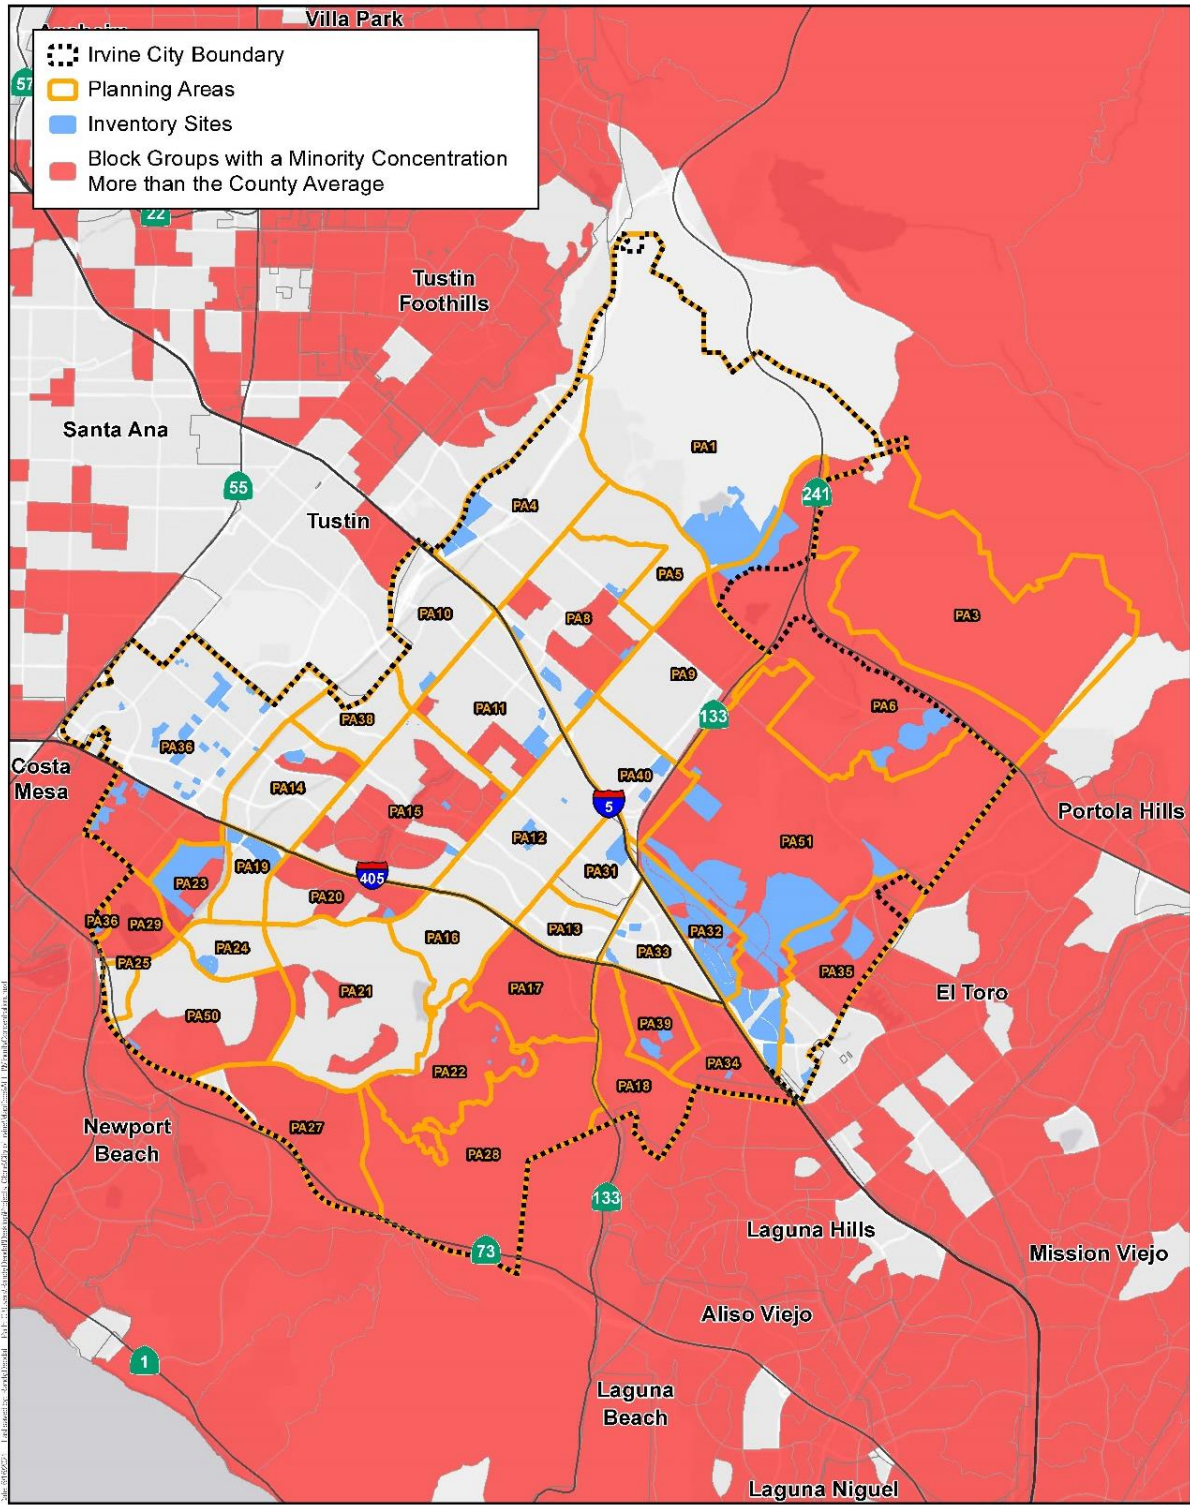 Villa Park
Irvine City Boundary
Planning Areas
Inventory Sites
Block Groups with a Minority Concentration
More than the County Average
57
22
Tustin
Foothills
Santa Ana
PA1
55
241
PA4
Tustin
PA5
PA10
PA8
PA3
PA9
PA6
PA11
133
PA38
PA36
Costa
Mesa
PA40
PA14
5
PA15
Portola Hills
PA12
PA51
PA19
PA31
405
PA23
PA20
PA36
PA29
PA13
PA32
PA16
PA24
PA33
PA25
PA35
PA17
PA21
El Toro
PA50
PA39
PA34
PA22
PA18
Newport
Beach
PA27
PA28
133
Laguna Hills
73
Mission Viejo
Aliso Viejo
1
Laguna
Beach
Laguna Niguel